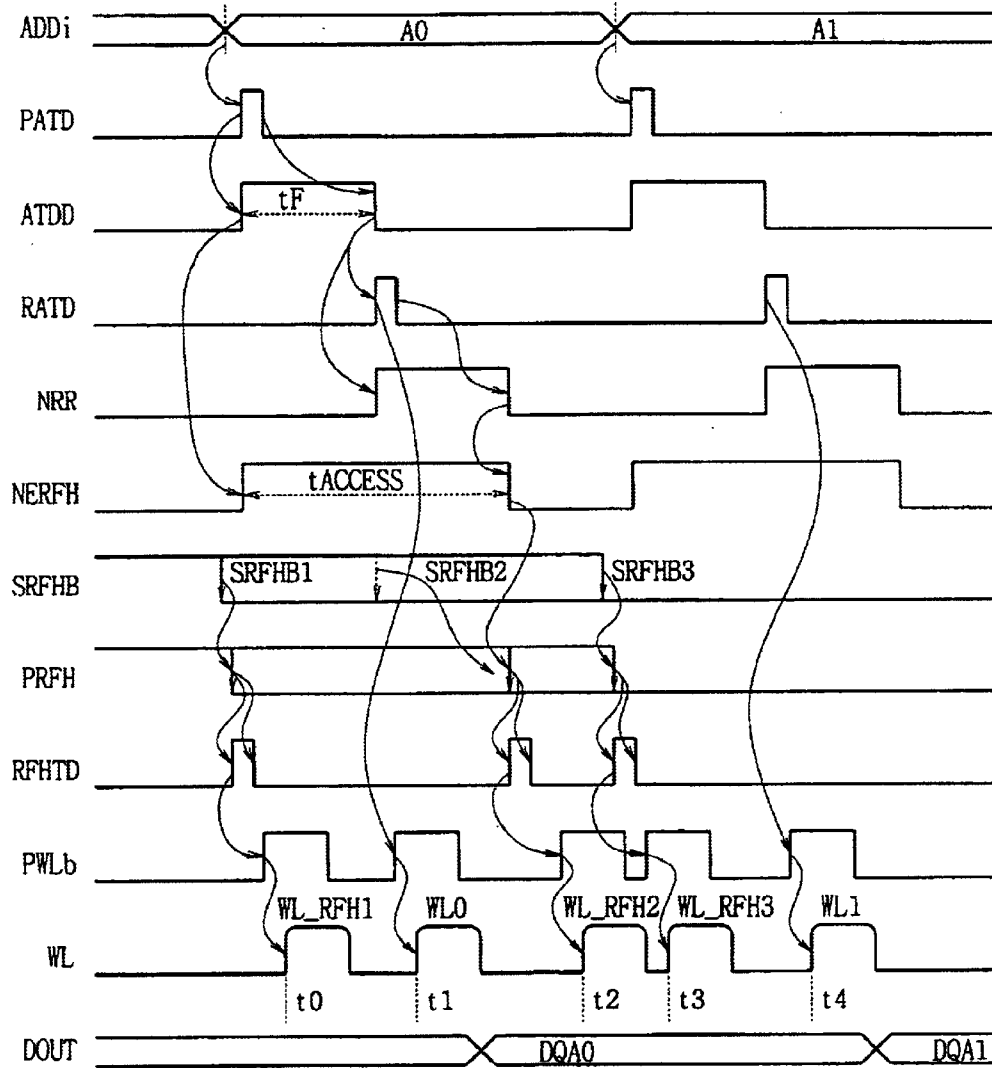 ADDi A0 A1
PATD
ATDD tF
RATD
NRR
NERFH tACCESS
SRFHB SRFHB1 SRFHB2 SRFHB3
PRFH
RFHTD
PWLb
WL_RFH1 WL0 WL_RFH2 WL_RFH3 WL1
WL
t0 t1 t2 t3 t4
DOUT DQA0 DQA1